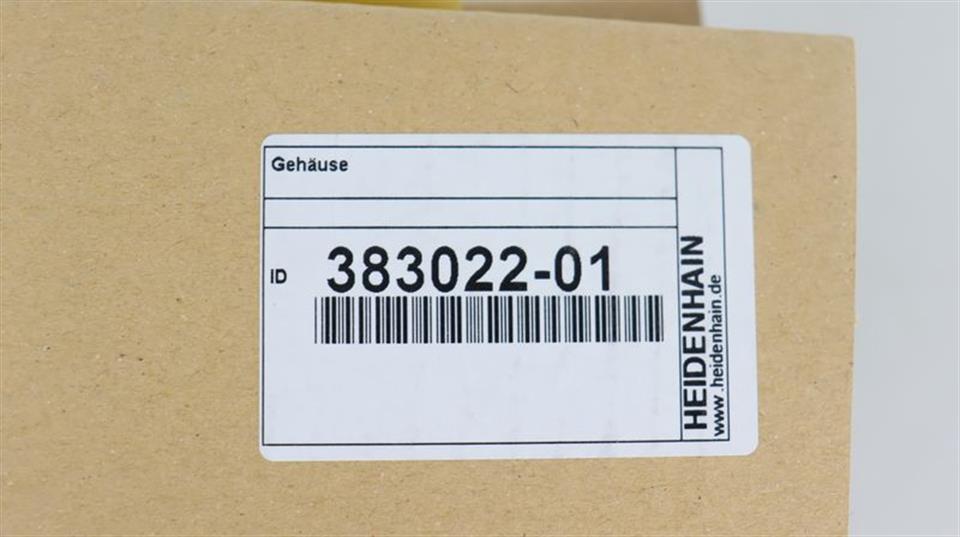 Gehäuse
ID 383022-01
HEIDENHAIN
www.heidenhain.de